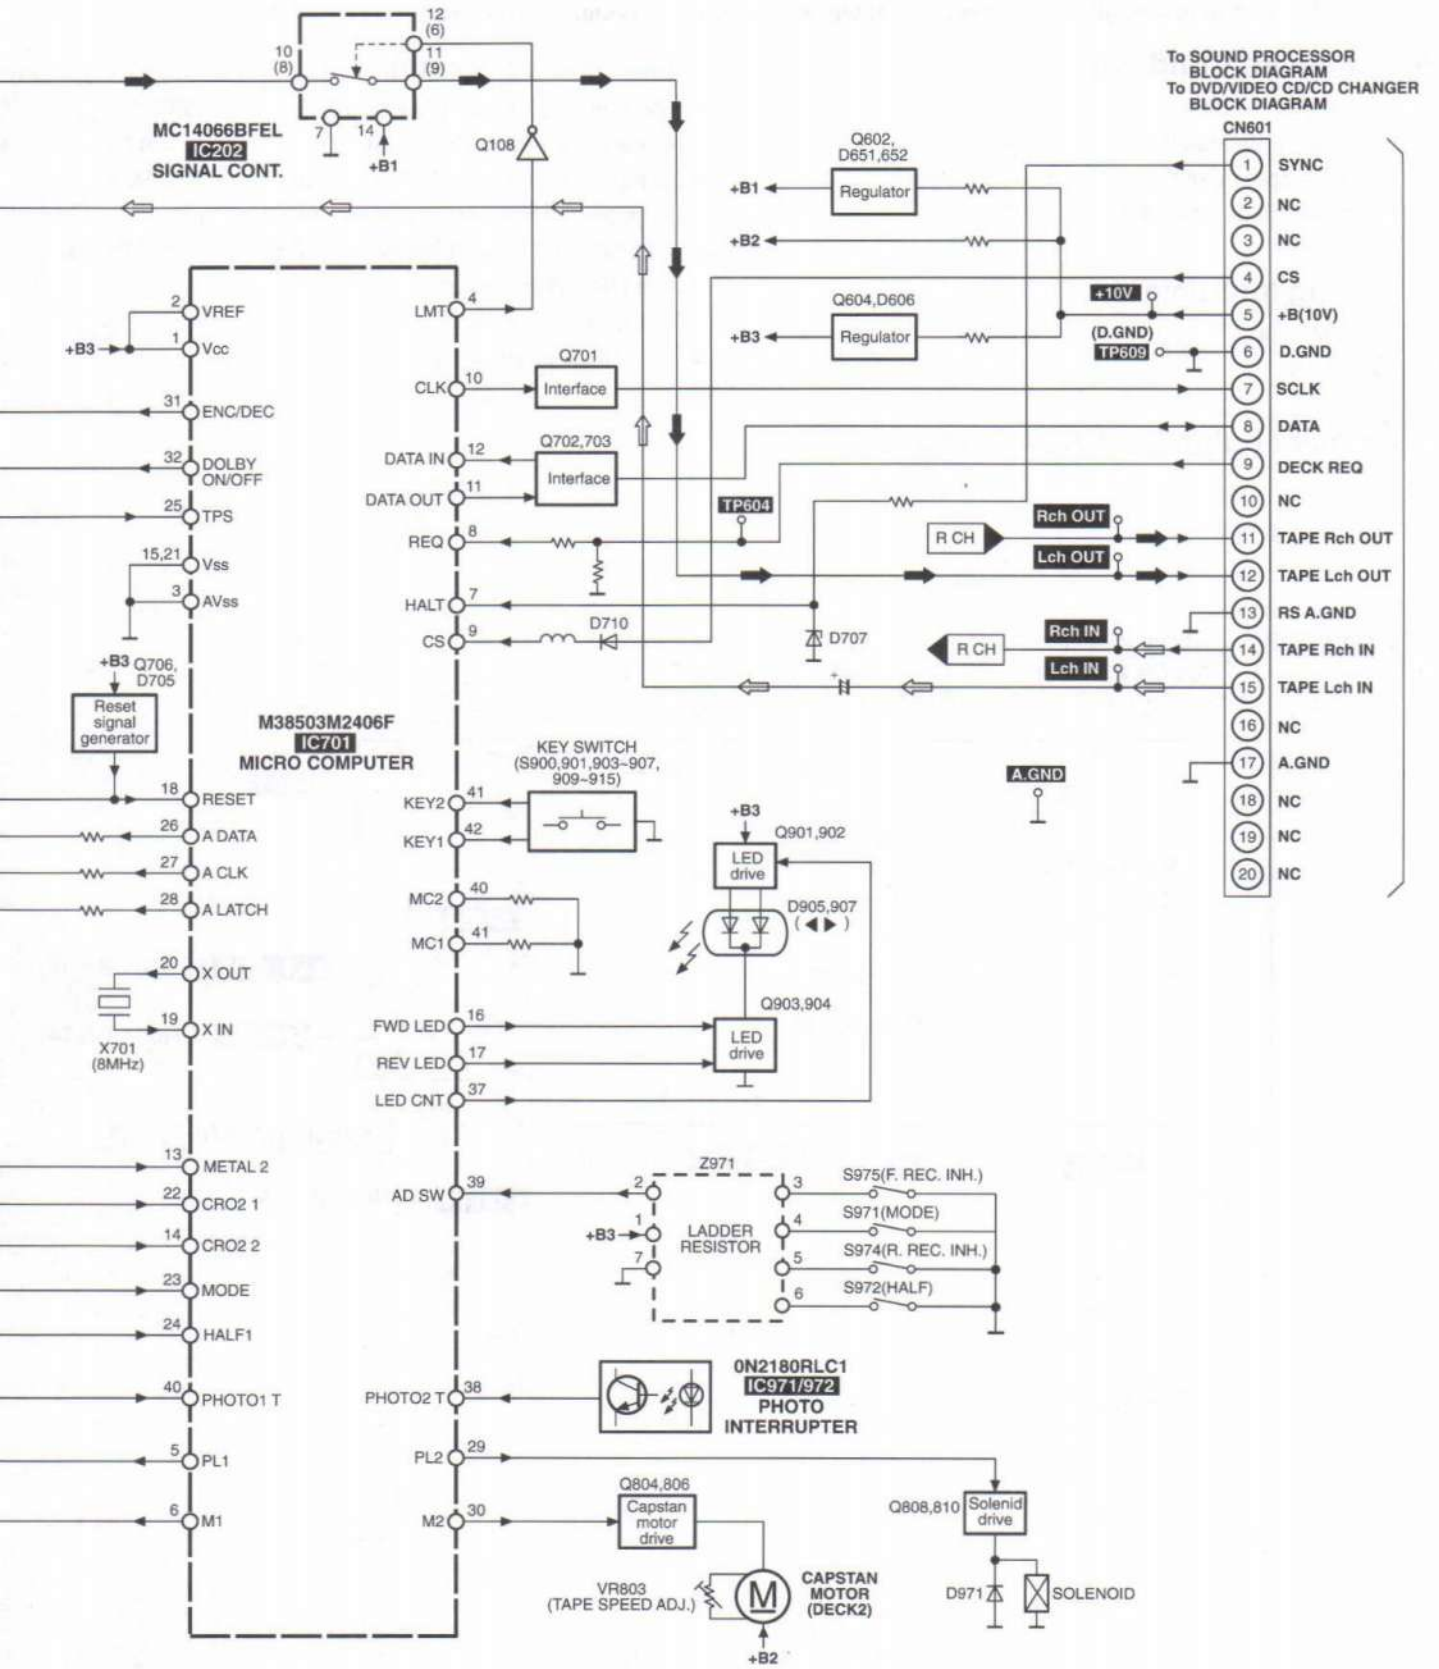 12
(6)
10
(8)
11
(9)
MC14066BFEL
IC202
SIGNAL CONT.
7
14
+B1
Q108
To SOUND PROCESSOR
BLOCK DIAGRAM
To DVD/VIDEO CD/CD CHANGER
BLOCK DIAGRAM
CN601
Q602,
D651,652
+B1
Regulator
+B2
Q604,D606
+B3
Regulator
+10V
(D.GND)
TP609
1 SYNC
2 NC
3 NC
4 CS
5 +B(10V)
6 D.GND
7 SCLK
8 DATA
9 DECK REQ
10 NC
11 TAPE Rch OUT
12 TAPE Lch OUT
13 RS A.GND
14 TAPE Rch IN
15 TAPE Lch IN
16 NC
17 A.GND
18 NC
19 NC
20 NC
Rch OUT
R CH
Lch OUT
Rch IN
R CH
Lch IN
A.GND
2 VREF
+B3
1 Vcc
31 ENC/DEC
32 DOLBY
ON/OFF
25 TPS
15,21 Vss
3 AVss
+B3
Q706,
D705
Reset
signal
generator
M38503M2406F
IC701
MICRO COMPUTER
18 RESET
26 A DATA
27 A CLK
28 A LATCH
20 X OUT
19 X IN
X701
(8MHz)
13 METAL 2
22 CRO2 1
14 CRO2 2
23 MODE
24 HALF1
40 PHOTO1 T
5 PL1
6 M1
LMT 4
Q701
CLK 10
Interface
Q702,703
DATA IN 12
Interface
DATA OUT 11
TP604
REQ 8
HALT 7
D710
D707
CS 9
+
KEY SWITCH
(S900,901,903~907,
909~915)
KEY2 41
KEY1 42
MC2 40
MC1 41
+B3
Q901,902
LED
drive
D905,907
(◀▶)
Q903,904
LED
drive
FWD LED 16
REV LED 17
LED CNT 37
Z971
AD SW 39
2
+B3
1
7
LADDER
RESISTOR
3
S975(F. REC. INH.)
4
S971(MODE)
5
S974(R. REC. INH.)
6
S972(HALF)
PHOTO2 T 38
0N2180RLC1
IC971/972
PHOTO
INTERRUPTER
PL2 29
Q808,810
Solenid
drive
D971
SOLENOID
M2 30
Q804,806
Capstan
motor
drive
VR803
(TAPE SPEED ADJ.)
M
CAPSTAN
MOTOR
(DECK2)
+B2